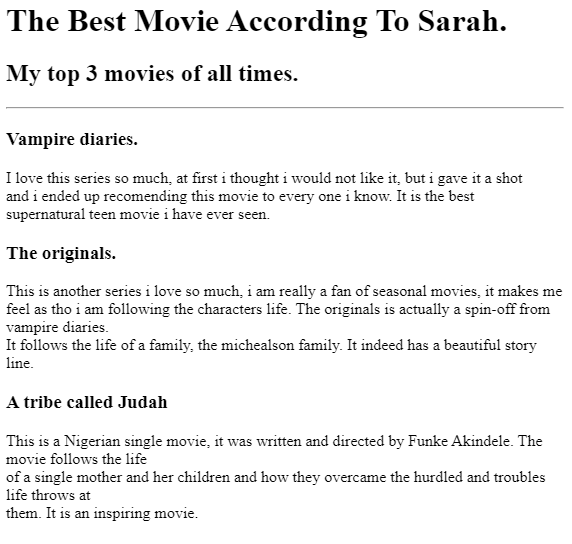 The Best Movie According To Sarah.
My top 3 movies of all times.
Vampire diaries.
I love this series so much, at first i thought i would not like it, but i gave it a shot
and i ended up recomending this movie to every one i know. It is the best
supernatural teen movie i have ever seen.
The originals.
This is another series i love so much, i am really a fan of seasonal movies, it makes me
feel as tho i am following the characters life. The originals is actually a spin-off from
vampire diaries.
It follows the life of a family, the michealson family. It indeed has a beautiful story
line.
A tribe called Judah
This is a Nigerian single movie, it was written and directed by Funke Akindele. The
movie follows the life
of a single mother and her children and how they overcame the hurdled and troubles
life throws at
them. It is an inspiring movie.